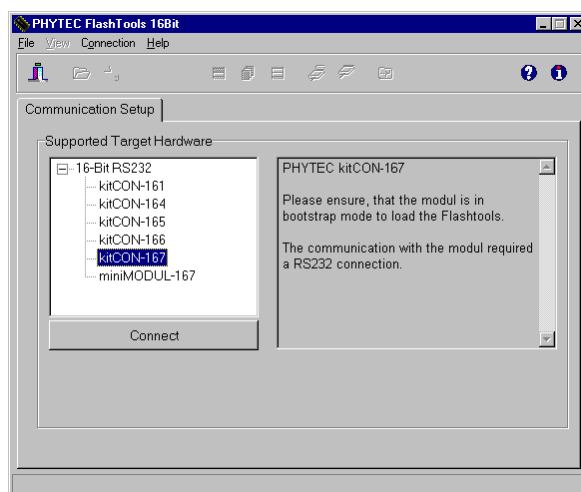 PHYTEC FlashTools 16Bit
File View Connection Help
Communication Setup
Supported Target Hardware
16-Bit RS232
kitCON-161
kitCON-164
kitCON-165
kitCON-166
kitCON-167
miniMODUL-167
Connect
PHYTEC kitCON-167
Please ensure, that the modul is in
bootstrap mode to load the Flashtools.
The communication with the modul required
a RS232 connection.